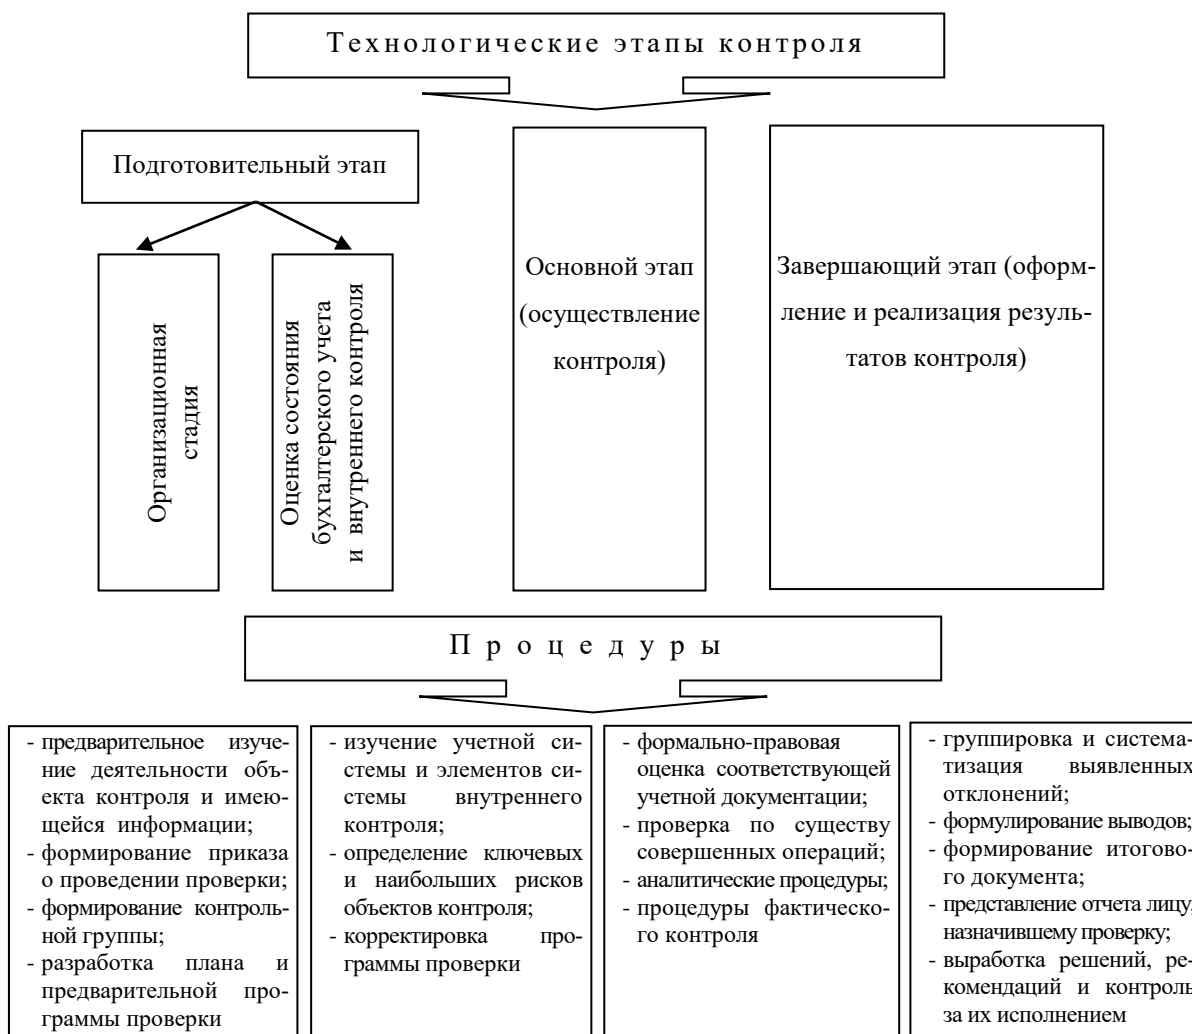 Технологические этапы контроля
Подготовительный этап
Организационная
стадия
Оценка состояния
бухгалтерского учета
и внутреннего контроля
Основной этап
(осуществление
контроля)
Завершающий этап (оформ-
ление и реализация резуль-
татов контроля)
Процедуры
- предварительное изуче-
ние деятельности объ-
екта контроля и имею-
щейся информации;
- формирование приказа
о проведении проверки;
- формирование контроль-
ной группы;
- разработка плана и
предварительной про-
граммы проверки
- изучение учетной си-
стемы и элементов си-
стемы внутреннего
контроля;
- определение ключевых
и наибольших рисков
объектов контроля;
- корректировка про-
граммы проверки
- формально-правовая
оценка соответствующей
учетной документации;
- проверка по существу
совершенных операций;
- аналитические процедуры;
- процедуры фактическо-
го контроля
- группировка и система-
тизация выявленных
отклонений;
- формулирование выводов;
- формирование итогово-
го документа;
- представление отчета лицу,
назначившему проверку;
- выработка решений, ре-
комендаций и контроль
за их исполнением